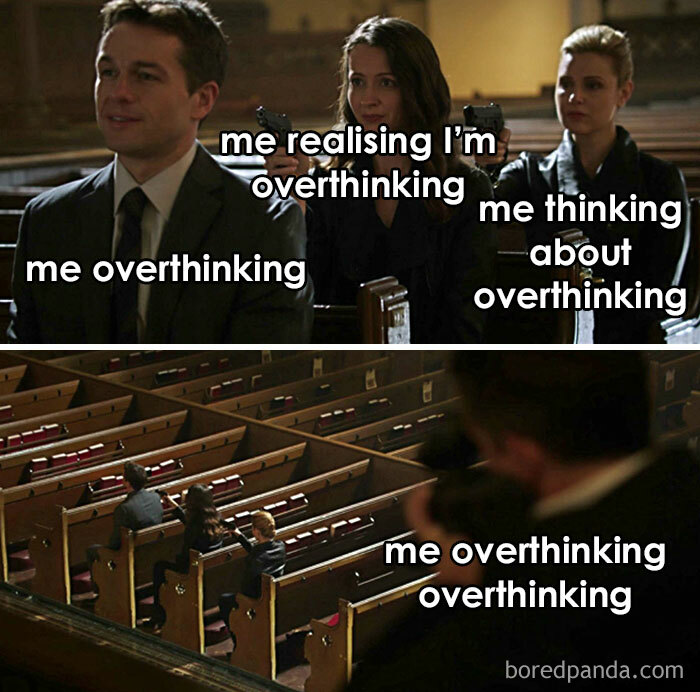 me realising I'm
overthinking
me thinking
about
overthinking
me overthinking
me overthinking
overthinking
boredpanda.com